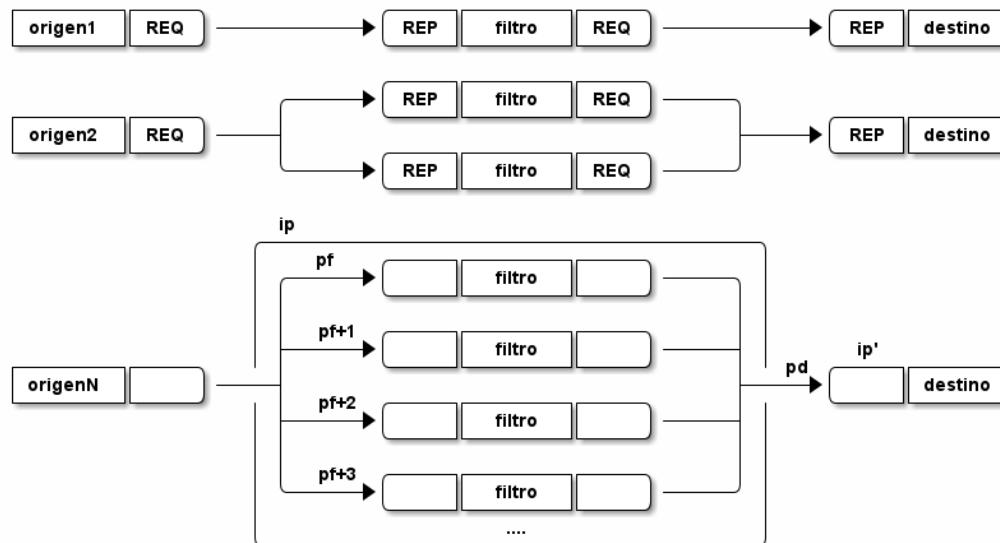 origen1 REQ REP filtro REQ REP destino
REP filtro REQ
origen2 REQ REP destino
REP filtro REQ
ip
pf filtro
pf+1 filtro
ip'
pd
origenN destino
pf+2 filtro
pf+3 filtro
....